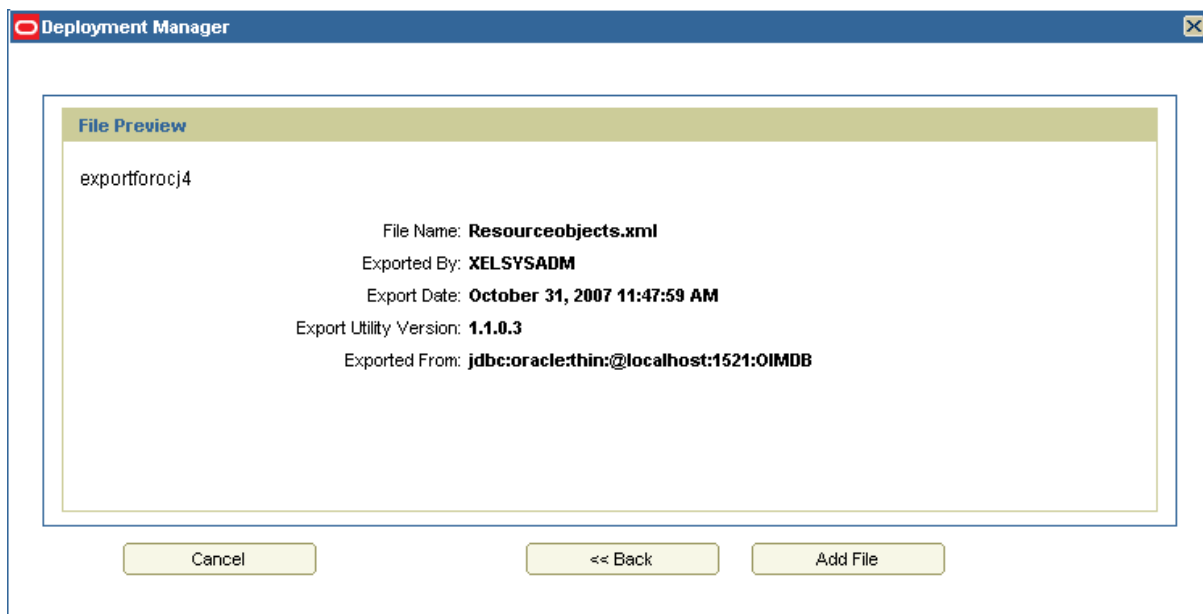 Deployment Manager
File Preview
exportforocj4
File Name: Resourceobjects.xml
Exported By: XELSYSADM
Export Date: October 31, 2007 11:47:59 AM
Export Utility Version: 1.1.0.3
Exported From: jdbc:oracle:thin:@localhost:1521:OIMDB
Cancel
<< Back
Add File